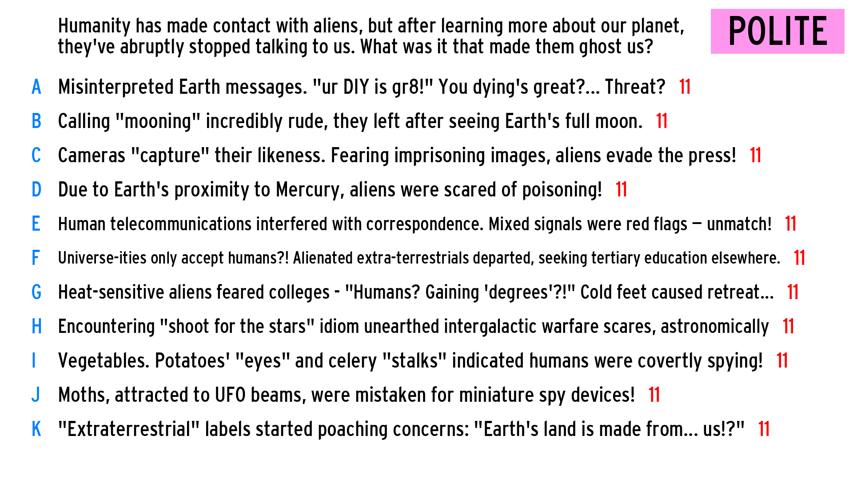 Humanity has made contact with aliens, but after learning more about our planet,
they've abruptly stopped talking to us. What was it that made them ghost us?
POLITE
A Misinterpreted Earth messages. "ur DIY is gr8!" You dying's great?... Threat? 11
B Calling "mooning" incredibly rude, they left after seeing Earth's full moon. 11
C Cameras "capture" their likeness. Fearing imprisoning images, aliens evade the press! 11
D Due to Earth's proximity to Mercury, aliens were scared of poisoning! 11
E Human telecommunications interfered with correspondence. Mixed signals were red flags – unmatch! 11
F Universe-ities only accept humans?! Alienated extra-terrestrials departed, seeking tertiary education elsewhere. 11
G Heat-sensitive aliens feared colleges - "Humans? Gaining 'degrees'?!" Cold feet caused retreat... 11
H Encountering "shoot for the stars" idiom unearthed intergalactic warfare scares, astronomically 11
I Vegetables. Potatoes' "eyes" and celery "stalks" indicated humans were covertly spying! 11
J Moths, attracted to UFO beams, were mistaken for miniature spy devices! 11
K "Extraterrestrial" labels started poaching concerns: "Earth's land is made from... us!?" 11